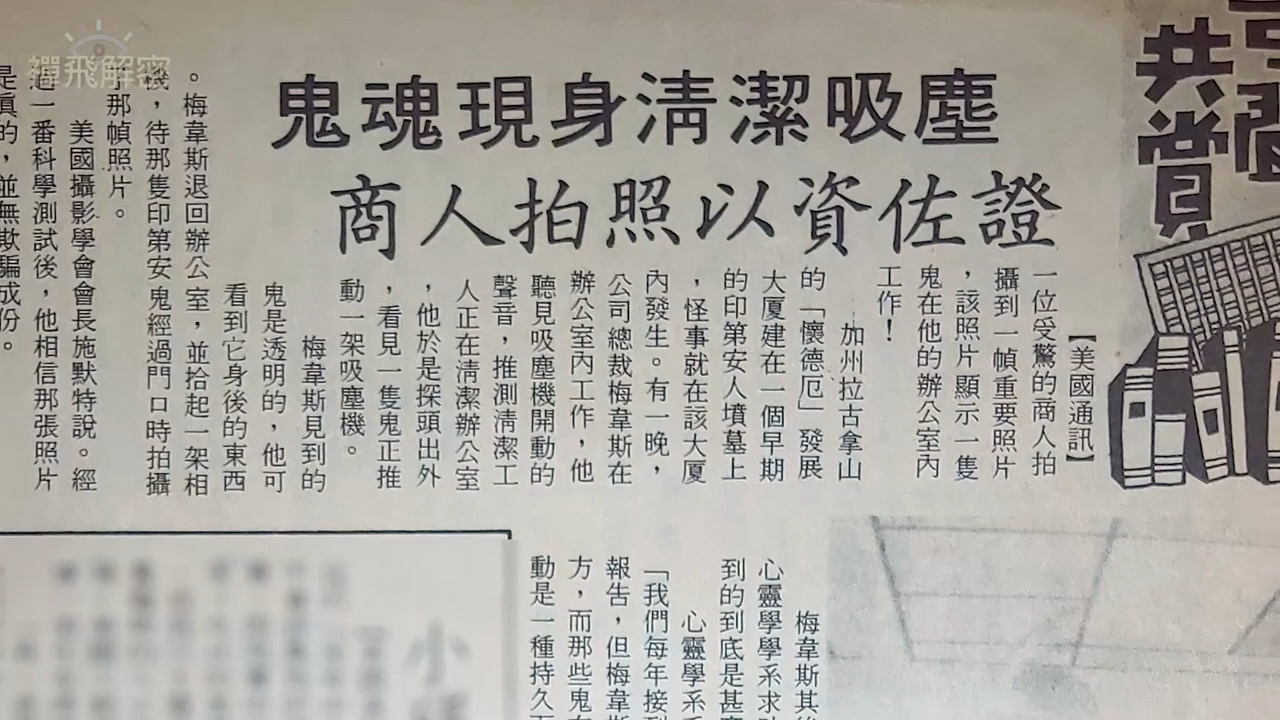 禪飛解密
共賞
鬼魂現身清潔吸塵
商人拍照以資佐證
【美國通訊】
一位受驚的商人拍
攝到一幀重要照片
，該照片顯示一隻
鬼在他的辦公室內
工作！
加州拉古拿山
的「懷德厄」發展
大厦建在一個早期
的印第安人墳墓上
，怪事就在該大厦
內發生。有一晚，
公司總裁梅韋斯在
辦公室內工作，他
聽見吸塵機開動的
聲音，推測清潔工
人正在清潔辦公室
，他於是探頭出外
，看見一隻鬼正推
動一架吸塵機。
梅韋斯見到的
鬼是透明的，他可
看到它身後的東西
。梅韋斯退回辦公室，並拾起一架相
機，待那隻印第安鬼經過門口時拍攝
了那幀照片。
美國攝影學會會長施默特說。經
過一番科學測試後，他相信那張照片
是真的，並無欺騙成份。
梅韋斯其後
心靈學學系求
到的到底是甚
心靈學系
「我們每年接到
報告，但梅韋斯
方，而那些鬼
動是一種持久
小